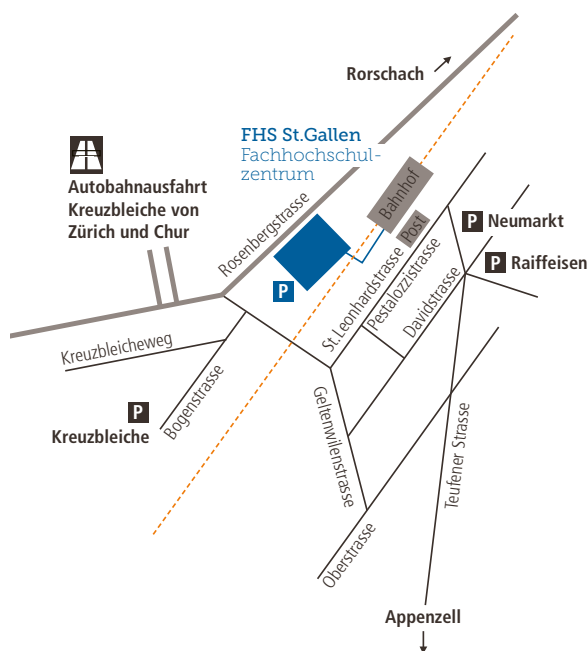 Rorschach
FHS St.Gallen
Fachhochschul-
zentrum
Autobahnausfahrt
Kreuzbleiche von
Zürich und Chur
Rosenbergstrasse
Bahnhof
Post
P Neumarkt
P Raiffeisen
P
St.Leonhardstrasse
Pestalozzistrasse
Davidstrasse
Kreuzbleicheweg
Bogenstrasse
P
Kreuzbleiche
Geltenwilenstrasse
Teufener Strasse
Oberstrasse
Appenzell